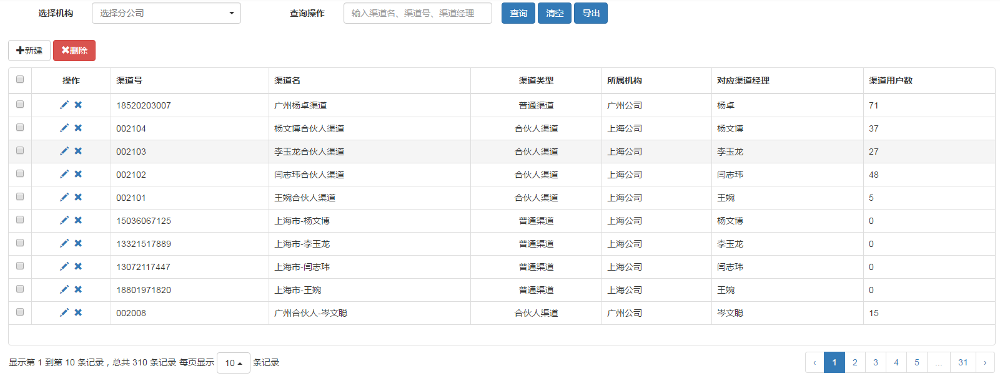 选择机构 选择分公司 查询操作 输入渠道名、渠道号、渠道经理 查询 清空 导出
新建 删除
操作 渠道号 渠道名 渠道类型 所属机构 对应渠道经理 渠道用户数
18520203007 广州杨卓渠道 普通渠道 广州公司 杨卓 71
002104 杨文博合伙人渠道 合伙人渠道 上海公司 杨文博 37
002103 李玉龙合伙人渠道 合伙人渠道 上海公司 李玉龙 27
002102 闫志玮合伙人渠道 合伙人渠道 上海公司 闫志玮 48
002101 王婉合伙人渠道 合伙人渠道 上海公司 王婉 5
15036067125 上海市-杨文博 普通渠道 上海公司 杨文博 0
13321517889 上海市-李玉龙 普通渠道 上海公司 李玉龙 0
13072117447 上海市-闫志玮 普通渠道 上海公司 闫志玮 0
18801971820 上海市-王婉 普通渠道 上海公司 王婉 0
002008 广州合伙人-岑文聪 合伙人渠道 广州公司 岑文聪 15
显示第 1 到第 10 条记录，总共 310 条记录 每页显示 10 条记录 ‹ 1 2 3 4 5 ... 31 ›